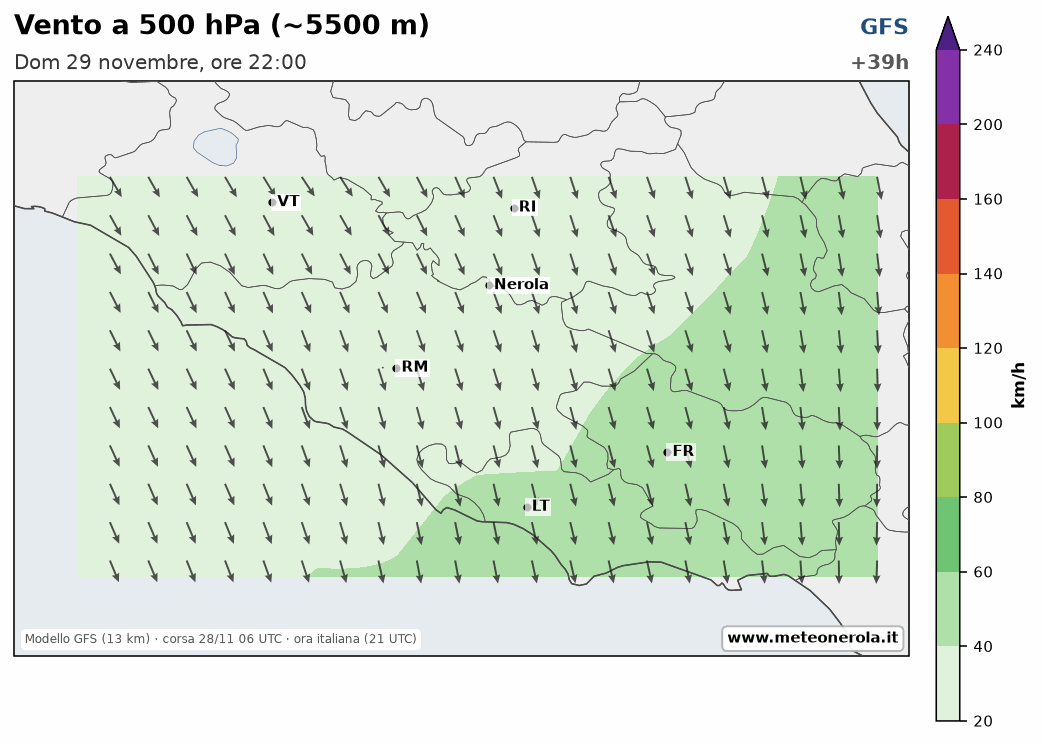 Vento a 500 hPa (~5500 m)
GFS
Dom 29 novembre, ore 22:00
+39h
VT
RI
Nerola
RM
FR
LT
Modello GFS (13 km) · corsa 28/11 06 UTC · ora italiana (21 UTC)
www.meteonerola.it
240
200
160
140
120
100
80
60
40
20
km/h